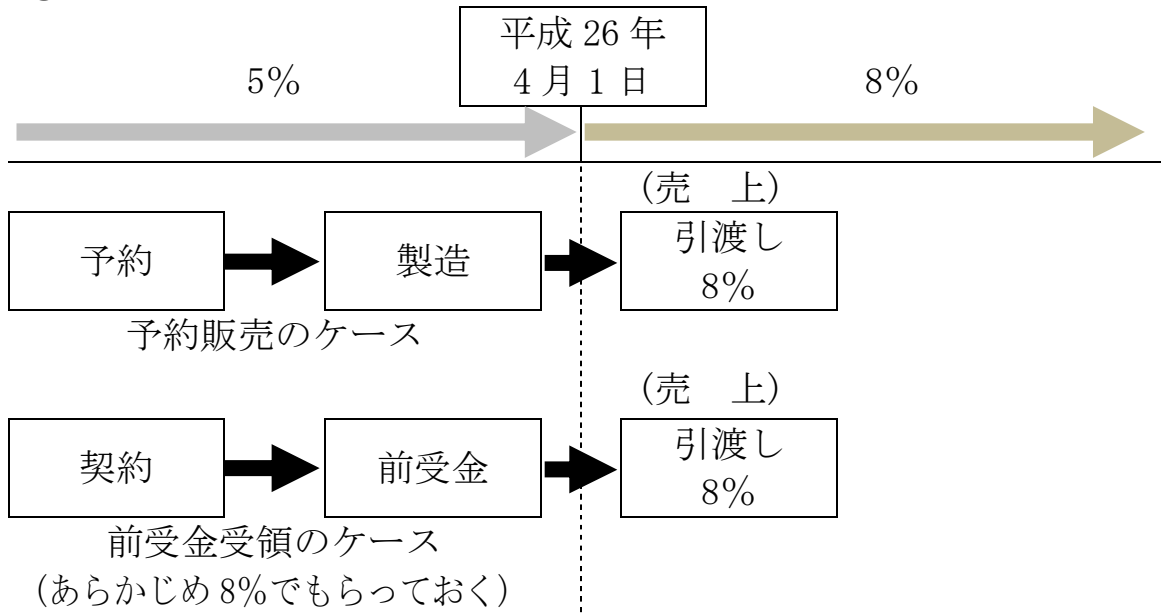 平成 26 年
4 月 1 日
5%
8%
(売 上)
予約
製造
引渡し
8%
予約販売のケース
(売 上)
契約
前受金
引渡し
8%
前受金受領のケース
(あらかじめ 8%でもらっておく)